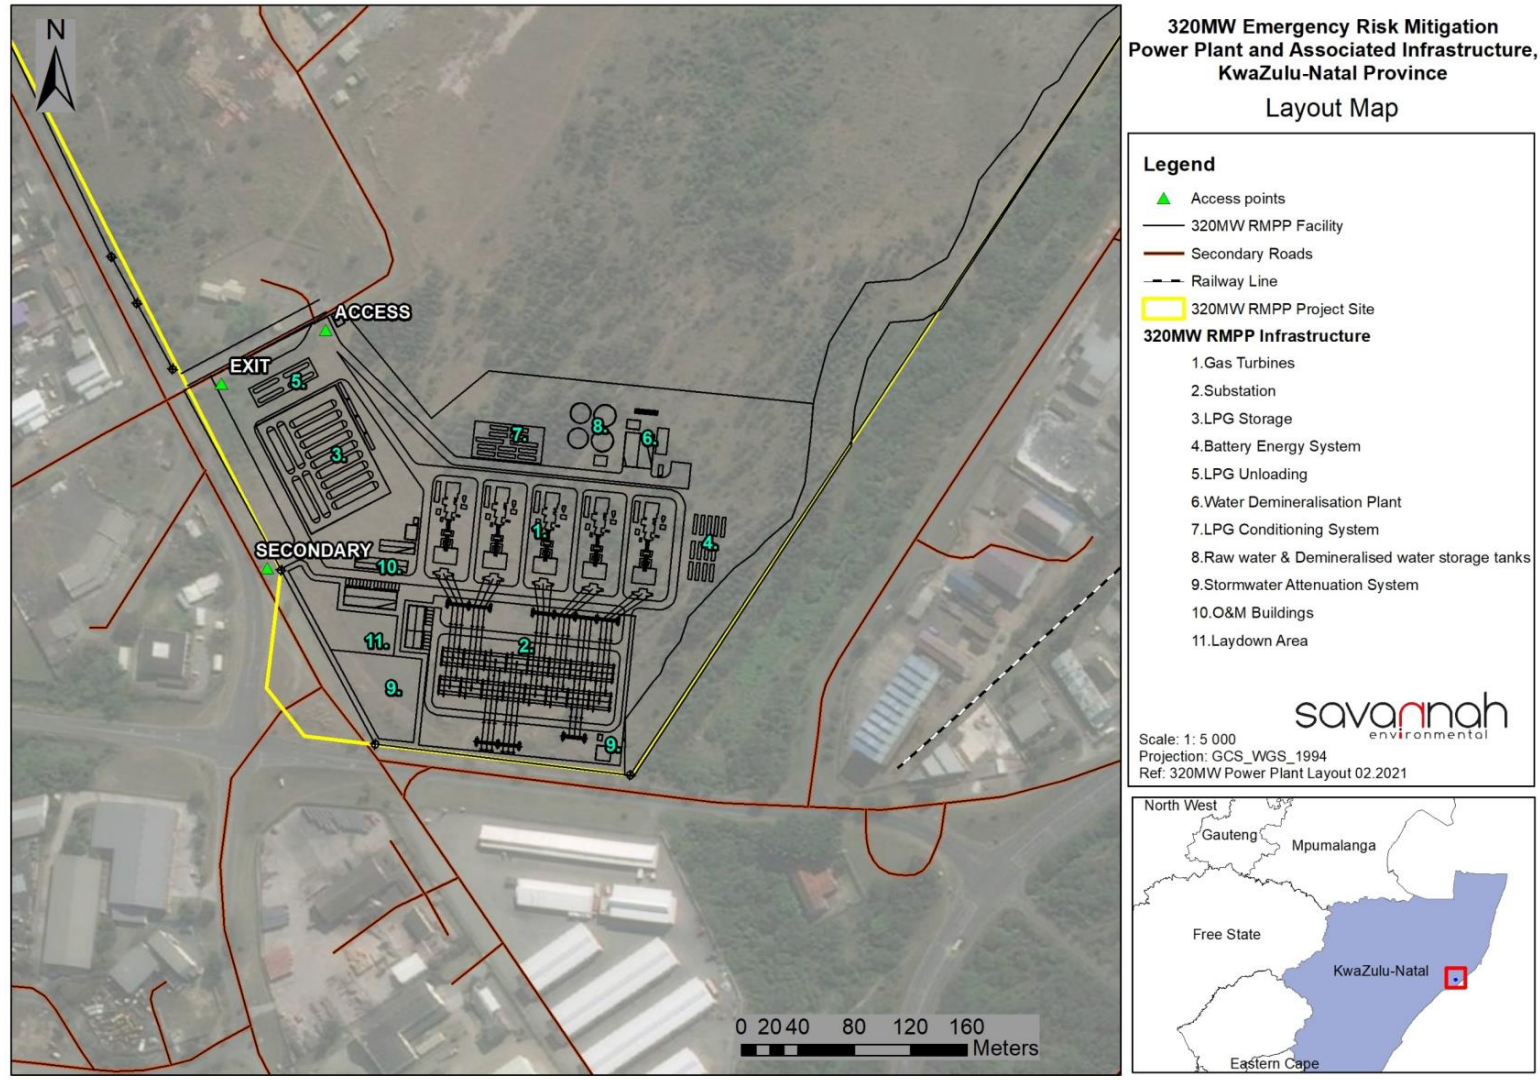 N
ACCESS
EXIT
5.
3.
7.
8.
6.
1.
4.
SECONDARY
10.
11.
2.
9.
9.
0 20 40 80 120 160
Meters
320MW Emergency Risk Mitigation
Power Plant and Associated Infrastructure,
KwaZulu-Natal Province
Layout Map
Legend
Access points
320MW RMPP Facility
Secondary Roads
Railway Line
320MW RMPP Project Site
320MW RMPP Infrastructure
1.Gas Turbines
2.Substation
3.LPG Storage
4.Battery Energy System
5.LPG Unloading
6.Water Demineralisation Plant
7.LPG Conditioning System
8.Raw water & Demineralised water storage tanks
9.Stormwater Attenuation System
10.O&M Buildings
11.Laydown Area
savannah
environmental
Scale: 1: 5 000
Projection: GCS_WGS_1994
Ref: 320MW Power Plant Layout 02.2021
North West
Gauteng
Mpumalanga
Free State
KwaZulu-Natal
Eastern Cape